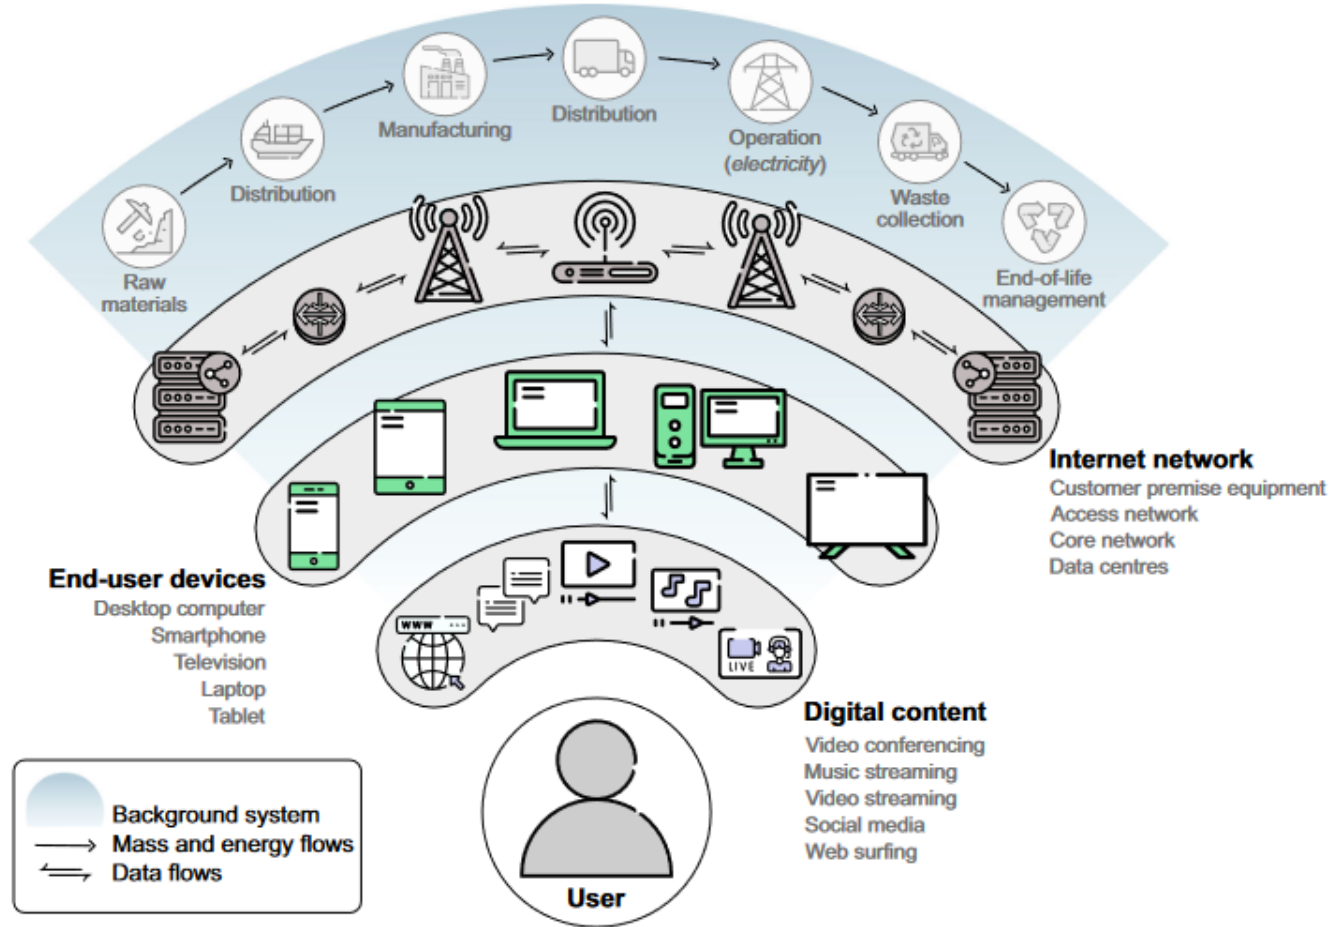 Distribution
Manufacturing
Distribution
Operation
(electricity)
Waste
collection
Raw
materials
End-of-life
management
Internet network
Customer premise equipment
Access network
Core network
Data centres
End-user devices
Desktop computer
Smartphone
Television
Laptop
Tablet
WWW
LIVE
Digital content
Video conferencing
Music streaming
Video streaming
Social media
Web surfing
User
Background system
Mass and energy flows
Data flows